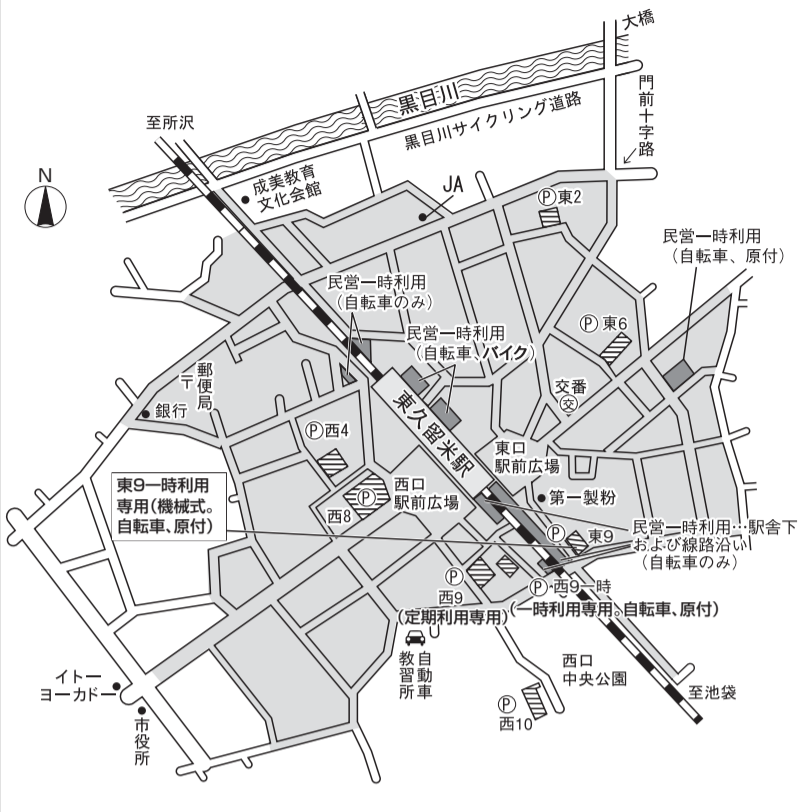 大橋
黒目川
黒目川サイクリング道路
門前十字路
至所沢
N
成美教育
文化会館
JA
Ⓟ東2
民営一時利用
（自転車、原付）
民営一時利用
（自転車のみ）
民営一時利用
（自転車、バイク）
Ⓟ東6
交番
交
郵便局
〒
銀行
東久留米駅
Ⓟ西4
東口
駅前広場
西口
駅前広場
Ⓟ
西8
東9一時利用
専用（機械式。
自転車、原付）
第一製粉
Ⓟ
東9
民営一時利用…駅舎下
および線路沿い
（自転車のみ）
Ⓟ
西9
（定期利用専用）
Ⓟ西9一時
（一時利用専用。自転車、原付）
自動車
教習所
西口
中央公園
イトー
ヨーカドー
市役所
Ⓟ
西10
至池袋